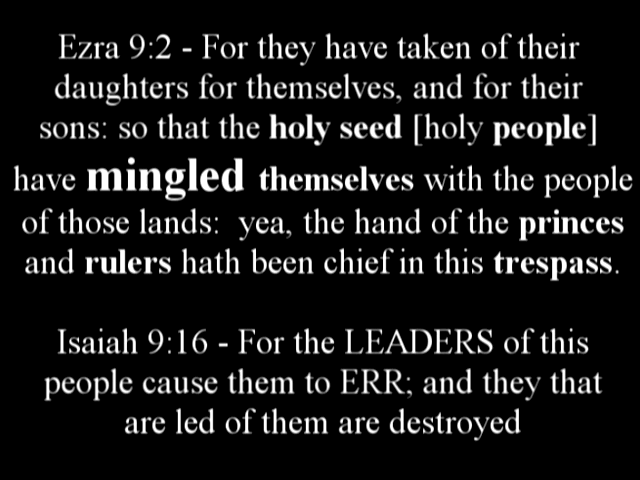 Ezra 9:2 - For they have taken of their
daughters for themselves, and for their
sons: so that the holy seed [holy people]
have mingled themselves with the people
of those lands: yea, the hand of the princes
and rulers hath been chief in this trespass.
Isaiah 9:16 - For the LEADERS of this
people cause them to ERR; and they that
are led of them are destroyed